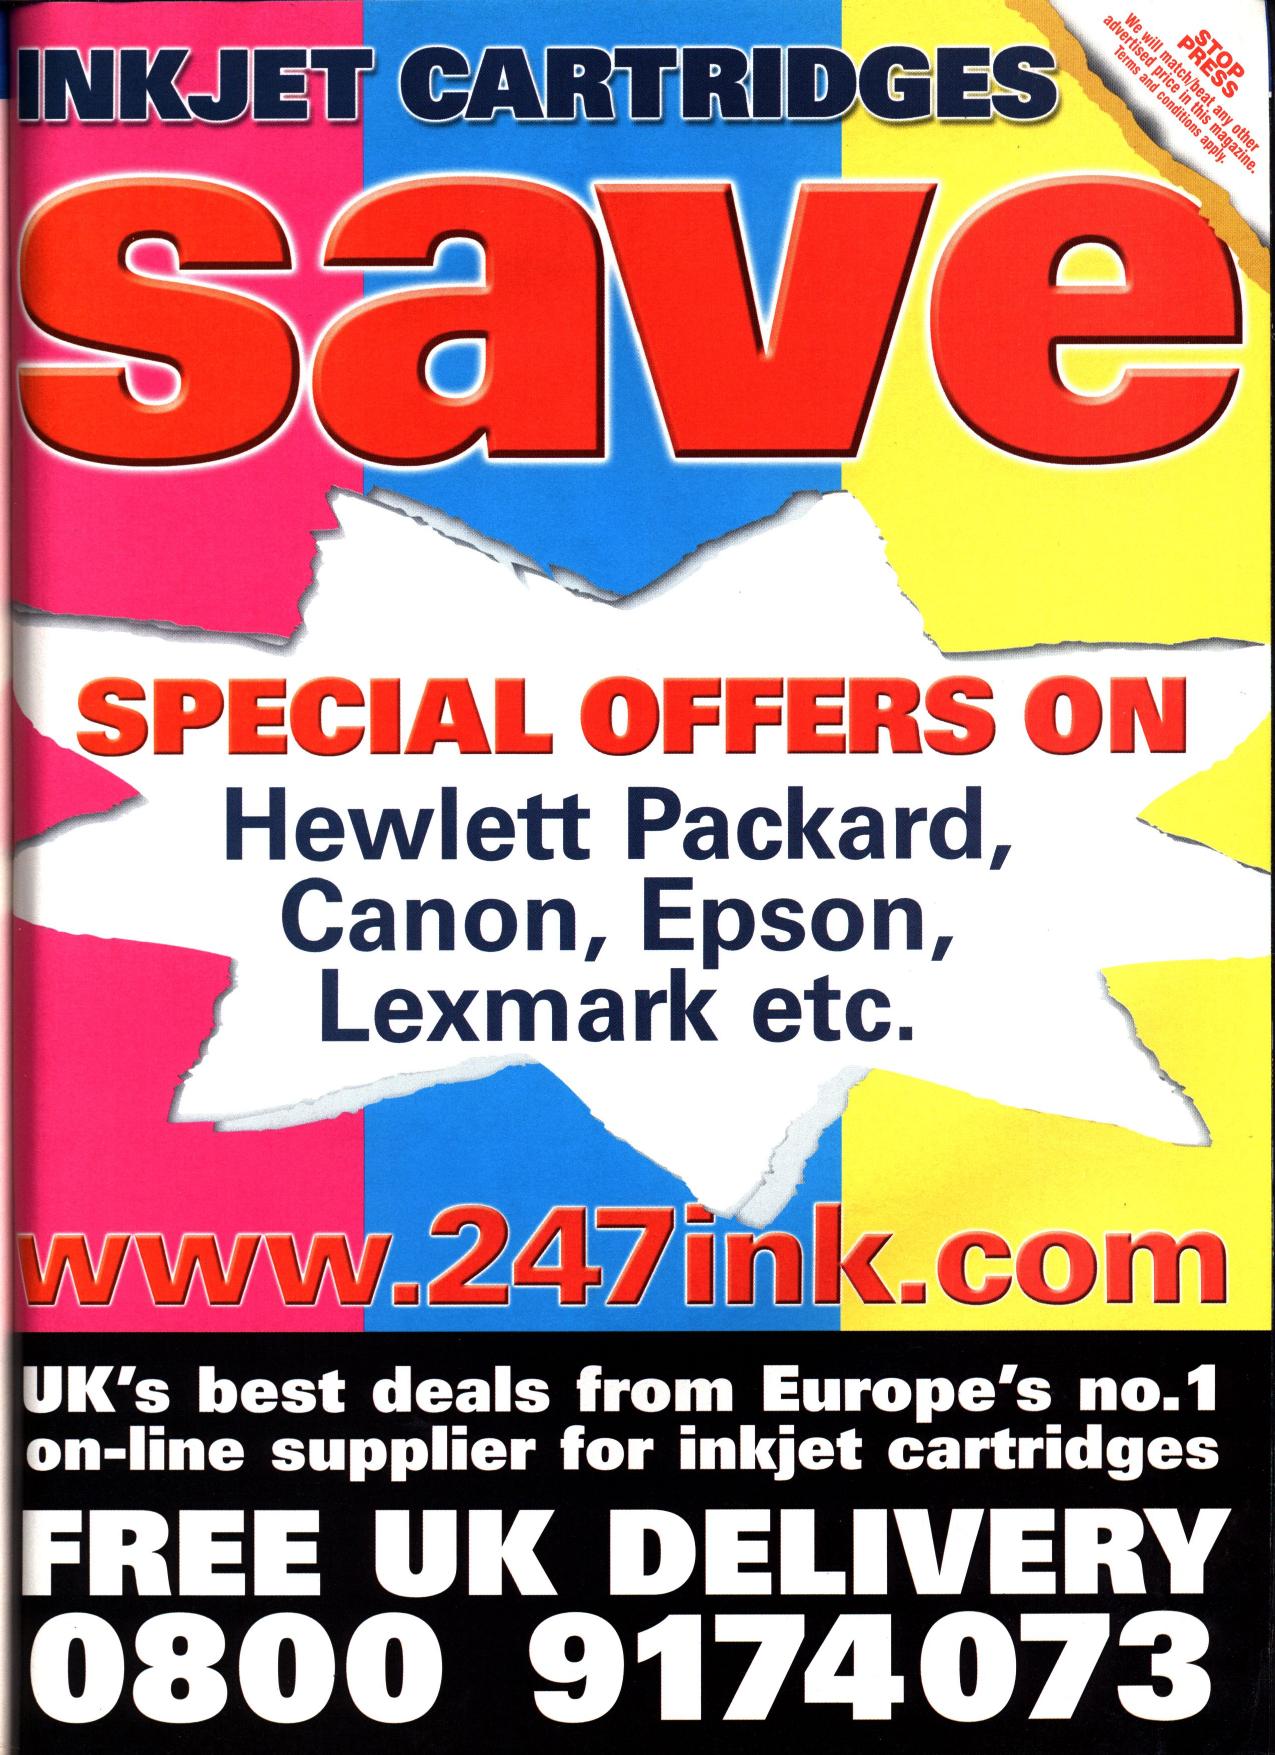 INKJET CARTRIDGES
STOP
PRESS
We will match/beat any other
advertised price in this magazine.
Terms and conditions apply.
save
SPECIAL OFFERS ON
Hewlett Packard,
Canon, Epson,
Lexmark etc.
www.247ink.com
UK's best deals from Europe's no.1
on-line supplier for inkjet cartridges
FREE UK DELIVERY
0800 9174073